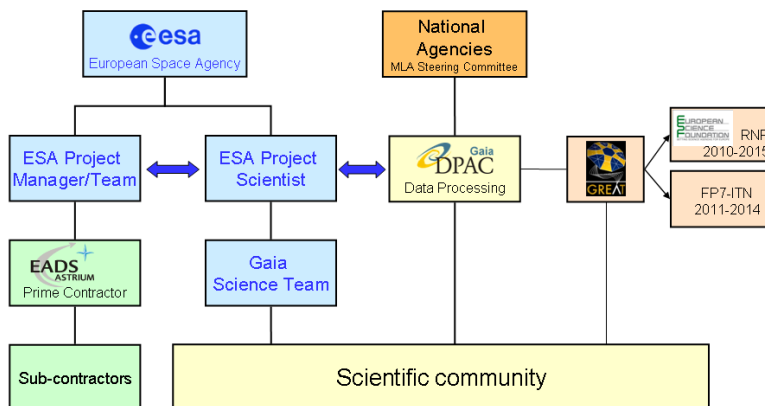 esa
European Space Agency
National
Agencies
MLA Steering Committee
ESA Project
Manager/Team
ESA Project
Scientist
Gaia
DPAC
Data Processing
GREAT
EUROPEAN
SCIENCE
FOUNDATION
RNP
2010-2015
FP7-ITN
2011-2014
EADS
ASTRIUM
Prime Contractor
Gaia
Science Team
Sub-contractors
Scientific community